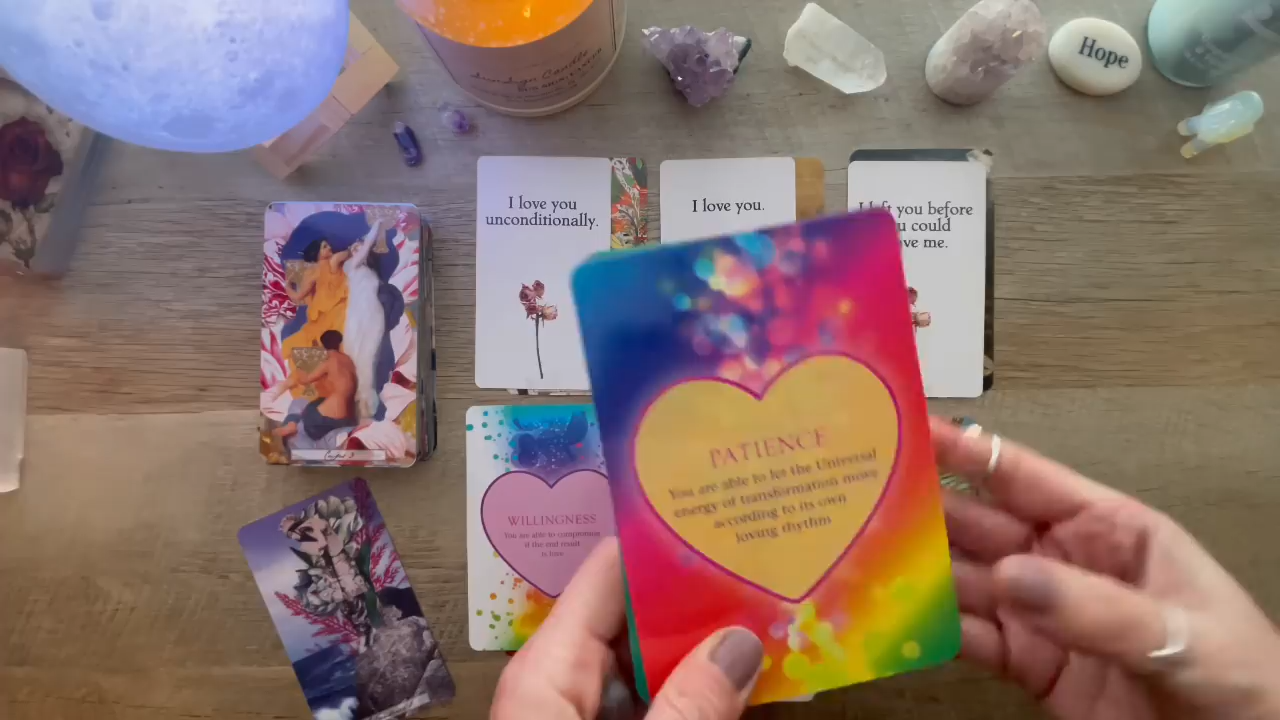 Hope
I love you
unconditionally.
I love you.
I left you before
you could
love me.
PATIENCE
You are able to let the Universal
energy of transformation move
according to its own
loving rhythm
WILLINGNESS
You are able to compromise
if the end result
is love